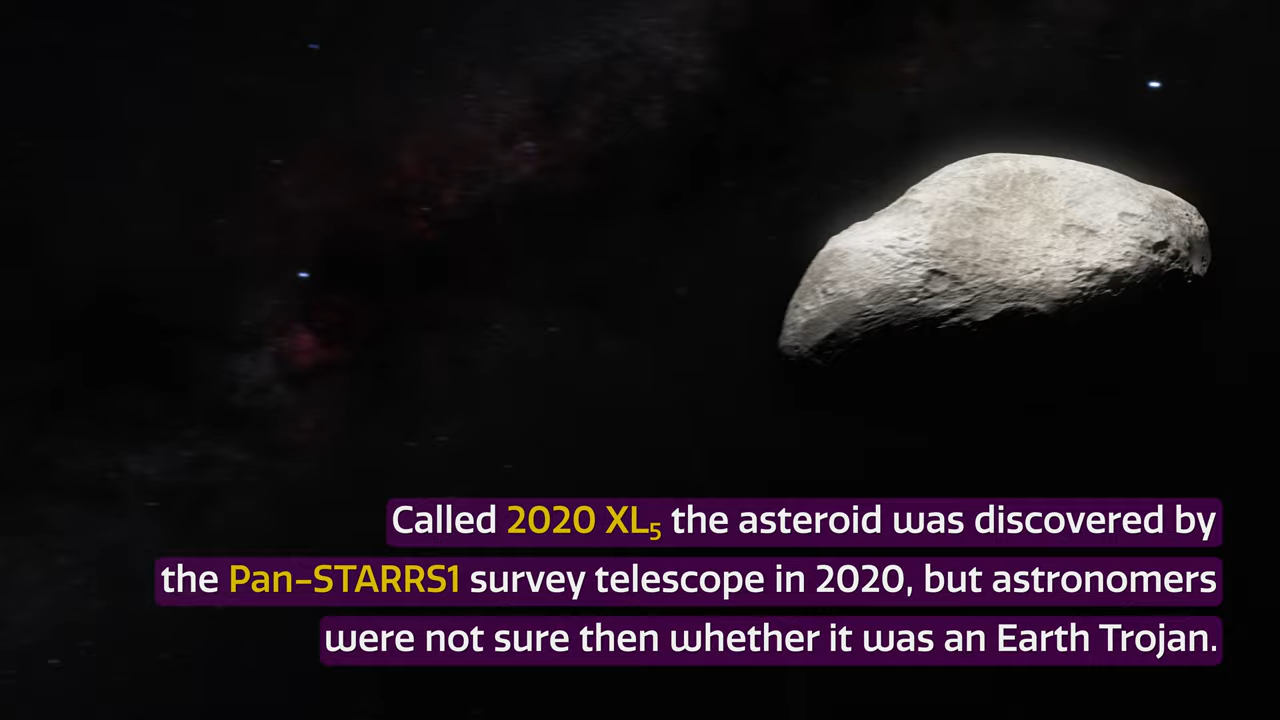 Called 2020 XL₅ the asteroid was discovered by
the Pan-STARRS1 survey telescope in 2020, but astronomers
were not sure then whether it was an Earth Trojan.